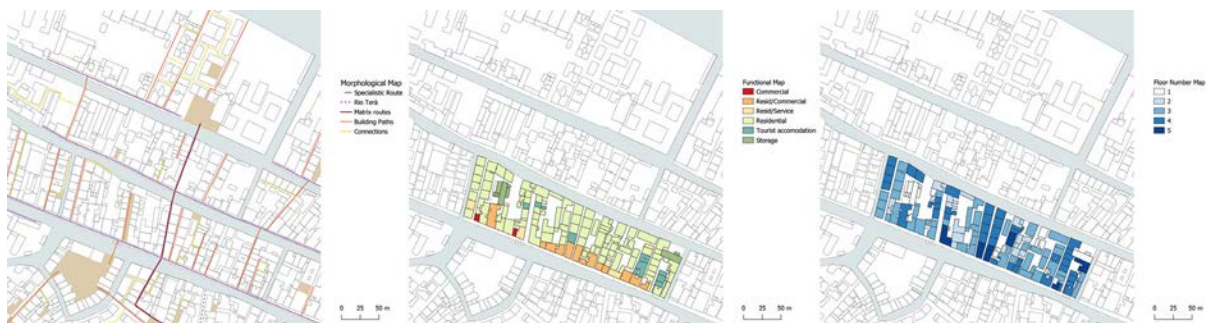 Morphological Map
Specialistic Route
Rio Terà
Matrix routes
Building Paths
Connections
0 25 50 m
Functional Map
Commercial
Resid/Commercial
Resid/Service
Residential
Tourist accomodation
Storage
0 25 50 m
Floor Number Map
1
2
3
4
5
0 25 50 m